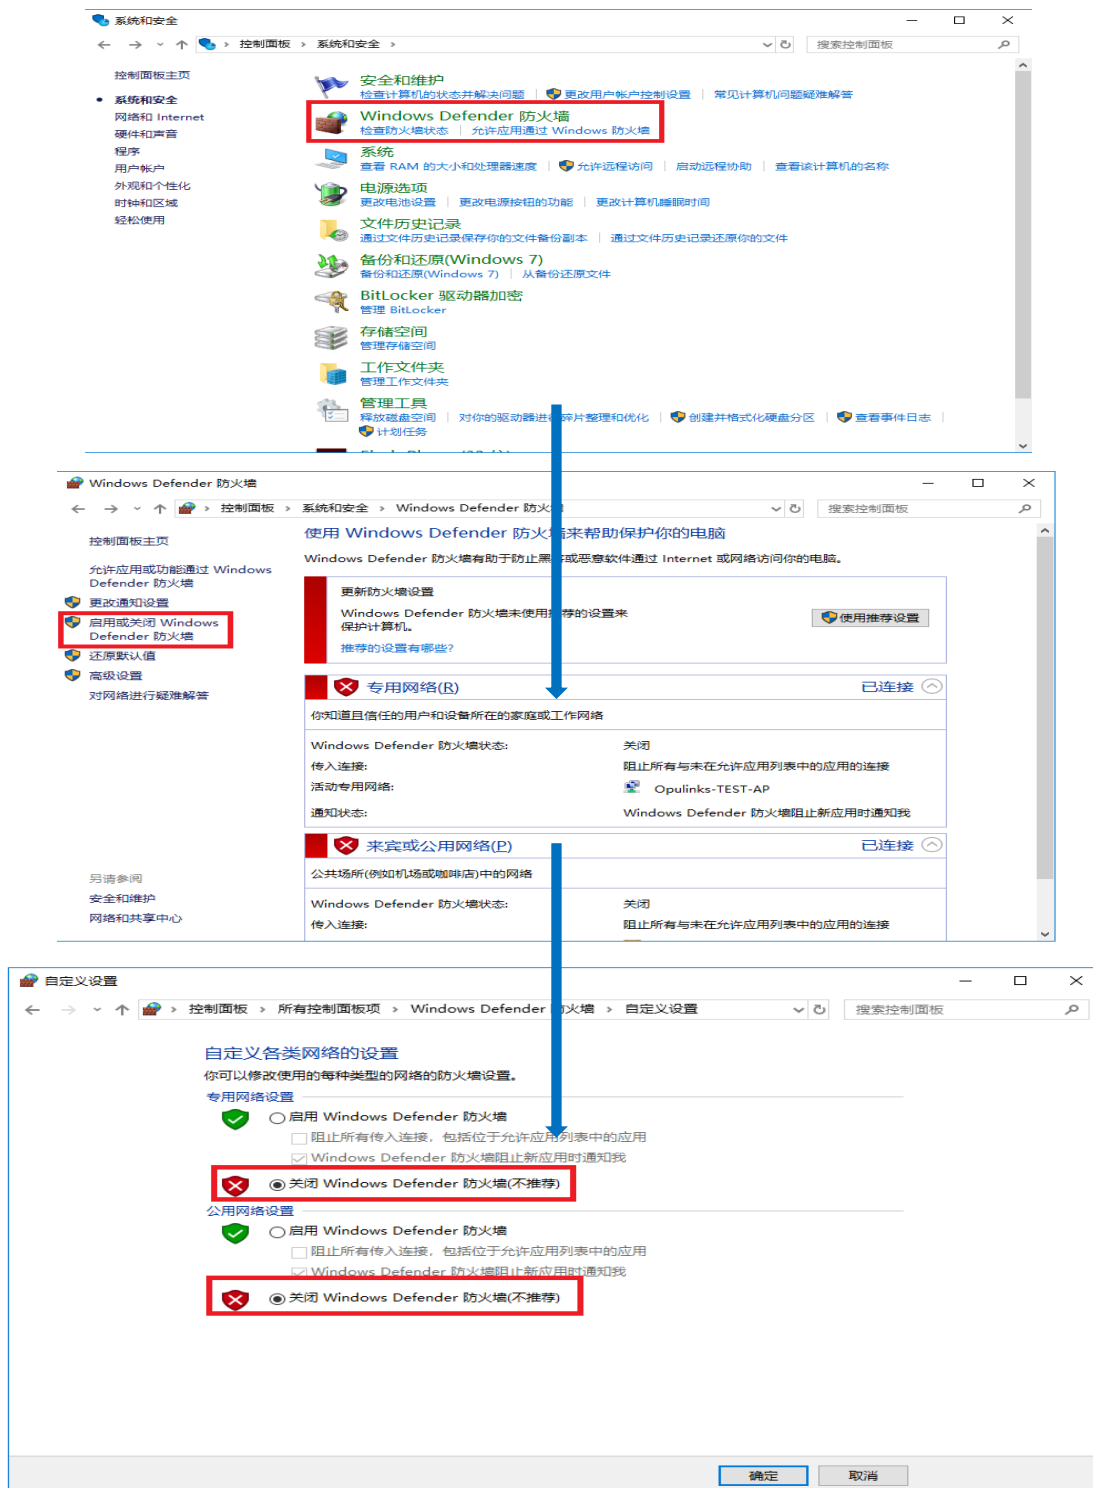 系统和安全
控制面板 › 系统和安全 ›
搜索控制面板
控制面板主页
系统和安全
网络和 Internet
硬件和声音
程序
用户帐户
外观和个性化
时钟和区域
轻松使用
安全和维护
检查计算机的状态并解决问题 更改用户帐户控制设置 常见计算机问题疑难解答
Windows Defender 防火墙
检查防火墙状态 允许应用通过 Windows 防火墙
系统
查看 RAM 的大小和处理器速度 允许远程访问 启动远程协助 查看该计算机的名称
电源选项
更改电池设置 更改电源按钮的功能 更改计算机睡眠时间
文件历史记录
通过文件历史记录保存你的文件备份副本 通过文件历史记录还原你的文件
备份和还原(Windows 7)
备份和还原(Windows 7) 从备份还原文件
BitLocker 驱动器加密
管理 BitLocker
存储空间
管理存储空间
工作文件夹
管理工作文件夹
管理工具
释放磁盘空间 对你的驱动器进行碎片整理和优化 创建并格式化硬盘分区 查看事件日志
计划任务
Windows Defender 防火墙
控制面板 › 系统和安全 › Windows Defender 防火墙
搜索控制面板
控制面板主页
允许应用或功能通过 Windows
Defender 防火墙
更改通知设置
启用或关闭 Windows
Defender 防火墙
还原默认值
高级设置
对网络进行疑难解答
另请参阅
安全和维护
网络和共享中心
使用 Windows Defender 防火墙来帮助保护你的电脑
Windows Defender 防火墙有助于防止黑客或恶意软件通过 Internet 或网络访问你的电脑。
更新防火墙设置
Windows Defender 防火墙未使用推荐的设置来
保护计算机。
使用推荐设置
推荐的设置有哪些?
专用网络(R) 已连接
你知道且信任的用户和设备所在的家庭或工作网络
Windows Defender 防火墙状态: 关闭
传入连接: 阻止所有与未在允许应用列表中的应用的连接
活动专用网络: Opulinks-TEST-AP
通知状态: Windows Defender 防火墙阻止新应用时通知我
来宾或公用网络(P) 已连接
公共场所(例如机场或咖啡店)中的网络
Windows Defender 防火墙状态: 关闭
传入连接: 阻止所有与未在允许应用列表中的应用的连接
自定义设置
控制面板 › 所有控制面板项 › Windows Defender 防火墙 › 自定义设置
搜索控制面板
自定义各类网络的设置
你可以修改使用的每种类型的网络的防火墙设置。
专用网络设置
启用 Windows Defender 防火墙
阻止所有传入连接，包括位于允许应用列表中的应用
Windows Defender 防火墙阻止新应用时通知我
关闭 Windows Defender 防火墙(不推荐)
公用网络设置
启用 Windows Defender 防火墙
阻止所有传入连接，包括位于允许应用列表中的应用
Windows Defender 防火墙阻止新应用时通知我
关闭 Windows Defender 防火墙(不推荐)
确定 取消